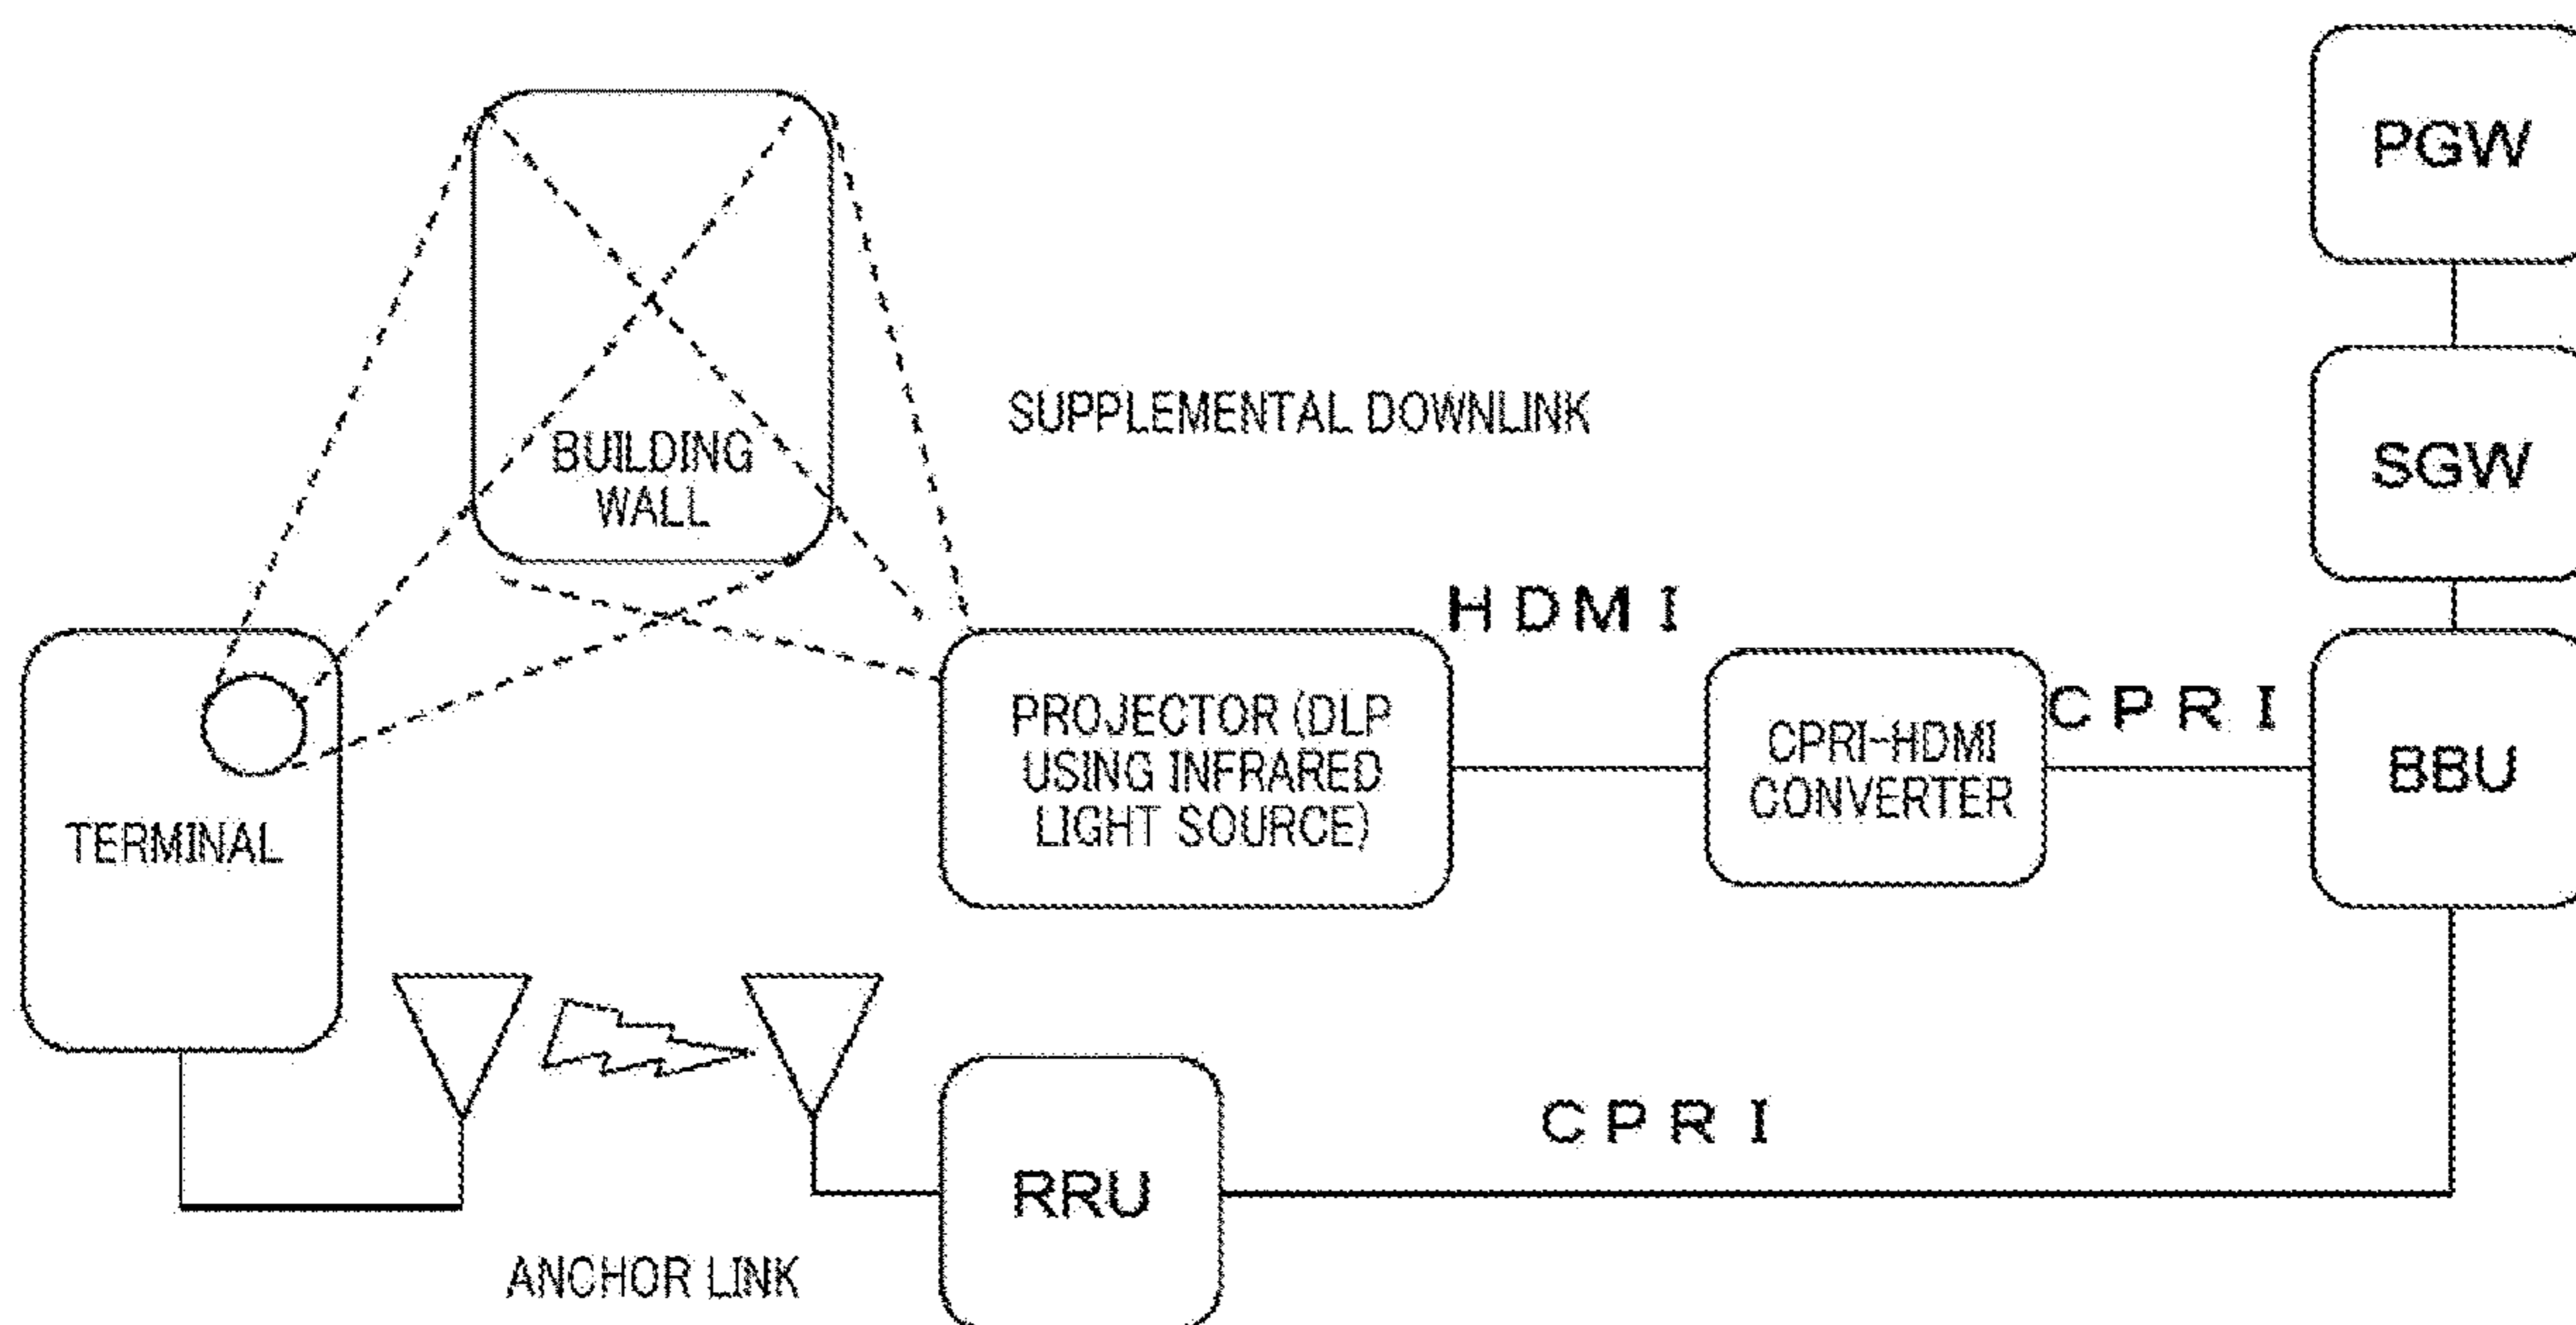 PGW
SUPPLEMENTAL DOWNLINK
BUILDING
WALL
SGW
HDMI
CPRI
PROJECTOR (DLP
USING INFRARED
LIGHT SOURCE)
CPRI-HDMI
CONVERTER
BBU
TERMINAL
CPRI
RRU
ANCHOR LINK